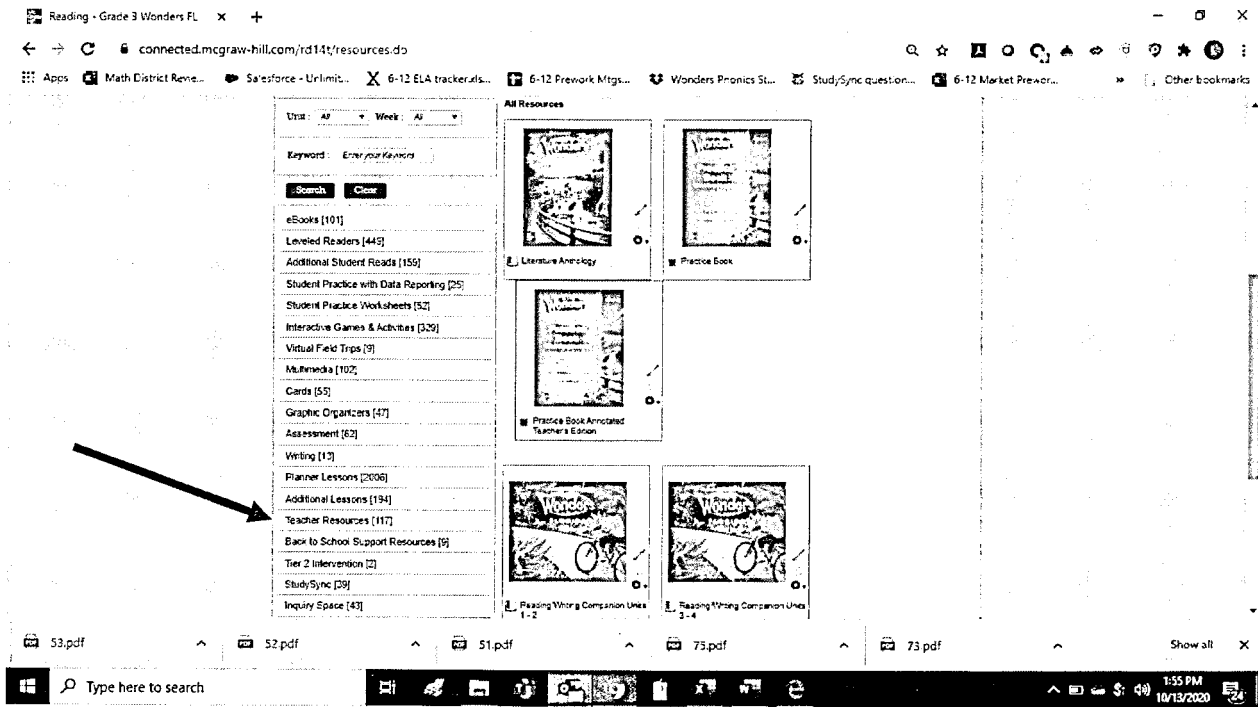 Reading - Grade 3 Wonders FL
connected.mcgraw-hill.com/rd14t/resources.do
Apps
Math District Revie...
Salesforce - Unlimit...
6-12 ELA tracker.xls...
6-12 Prework Mtgs...
Wonders Phonics St...
StudySync question...
6-12 Market Prewor...
Other bookmarks
Unit : All Week : All
Keyword : Enter your Keyword
Search Clear
eBooks [101]
Leveled Readers [445]
Additional Student Reads [159]
Student Practice with Data Reporting [25]
Student Practice Worksheets [52]
Interactive Games & Activities [329]
Virtual Field Trips [9]
Multimedia [102]
Cards [55]
Graphic Organizers [47]
Assessment [62]
Writing [13]
Planner Lessons [2006]
Additional Lessons [194]
Teacher Resources [117]
Back to School Support Resources [9]
Tier 2 Intervention [2]
StudySync [39]
Inquiry Space [43]
All Resources
Wonders
Literature Anthology
Wonders
Practice Book
Wonders
Practice Book Annotated
Teacher's Edition
Wonders
Reading/Writing Companion Units
1 - 2
Wonders
Reading/Writing Companion Units
3 - 4
53.pdf
52.pdf
51.pdf
75.pdf
73.pdf
Show all
Type here to search
1:55 PM
10/13/2020
24